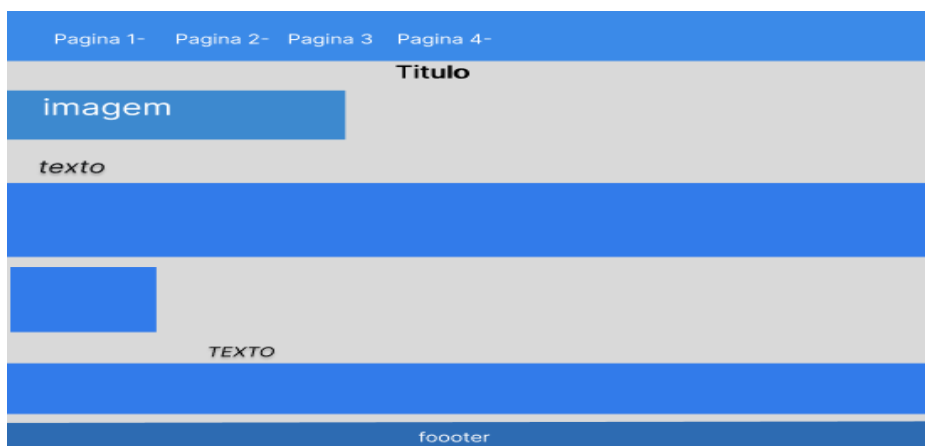 Pagina 1- Pagina 2- Pagina 3 Pagina 4-
Titulo
imagem
texto
TEXTO
foooter